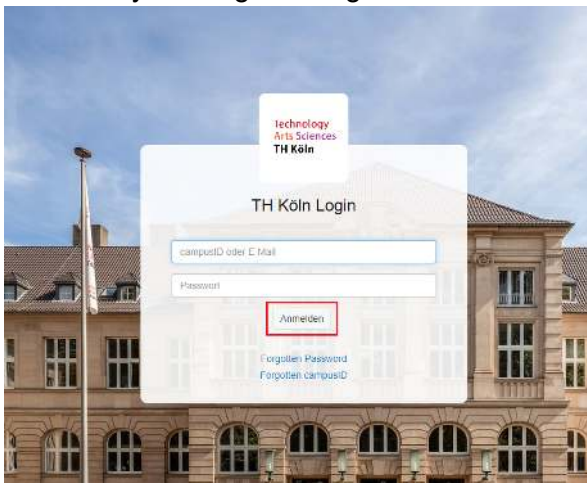 Technology
Arts Sciences
TH Köln
TH Köln Login
campusID oder E Mail
Passwort
Anmelden
Forgotten Password
Forgotten campusID